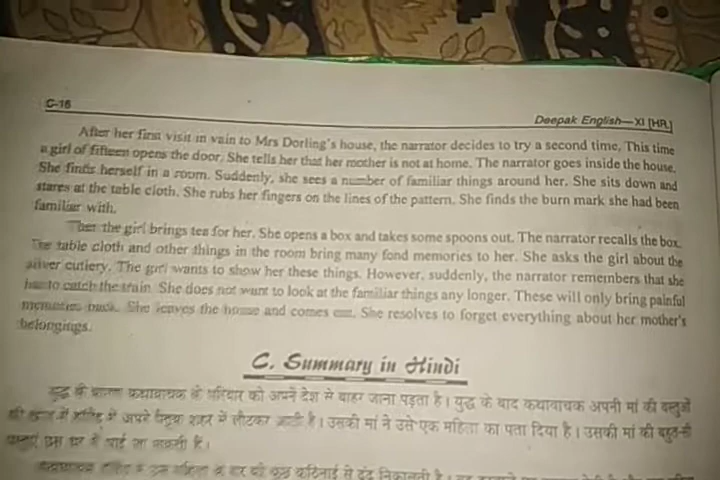 C-16
Deepak English—XI [HR.]
After her first visit in vain to Mrs Dorling's house, the narrator decides to try a second time. This time
a girl of fifteen opens the door. She tells her that her mother is not at home. The narrator goes inside the house.
She finds herself in a room. Suddenly, she sees a number of familiar things around her. She sits down and
stares at the table cloth. She rubs her fingers on the lines of the pattern. She finds the burn mark she had been
familiar with.
Then the girl brings tea for her. She opens a box and takes some spoons out. The narrator recalls the box.
The table cloth and other things in the room bring many fond memories to her. She asks the girl about the
silver cutlery. The girl wants to show her these things. However, suddenly, the narrator remembers that she
has to catch the train. She does not want to look at the familiar things any longer. These will only bring painful
memories back. She leaves the house and comes out. She resolves to forget everything about her mother's
belongings.
C. Summary in Hindi
युद्ध के कारण कथावाचक के परिवार को अपने देश से बाहर जाना पड़ता है। युद्ध के बाद कथावाचक अपनी मां की वस्तुओं
की खोज में हॉलैंड में अपने पैतृक शहर में लौटकर आती है। उसकी मां ने उसे एक महिला का पता दिया है। उसकी मां की बहुत-सी
वस्तुएं उस घर में पाई जा सकती हैं।
उस महिला के घर को कुछ कठिनाई से ढूंढ निकालती है।